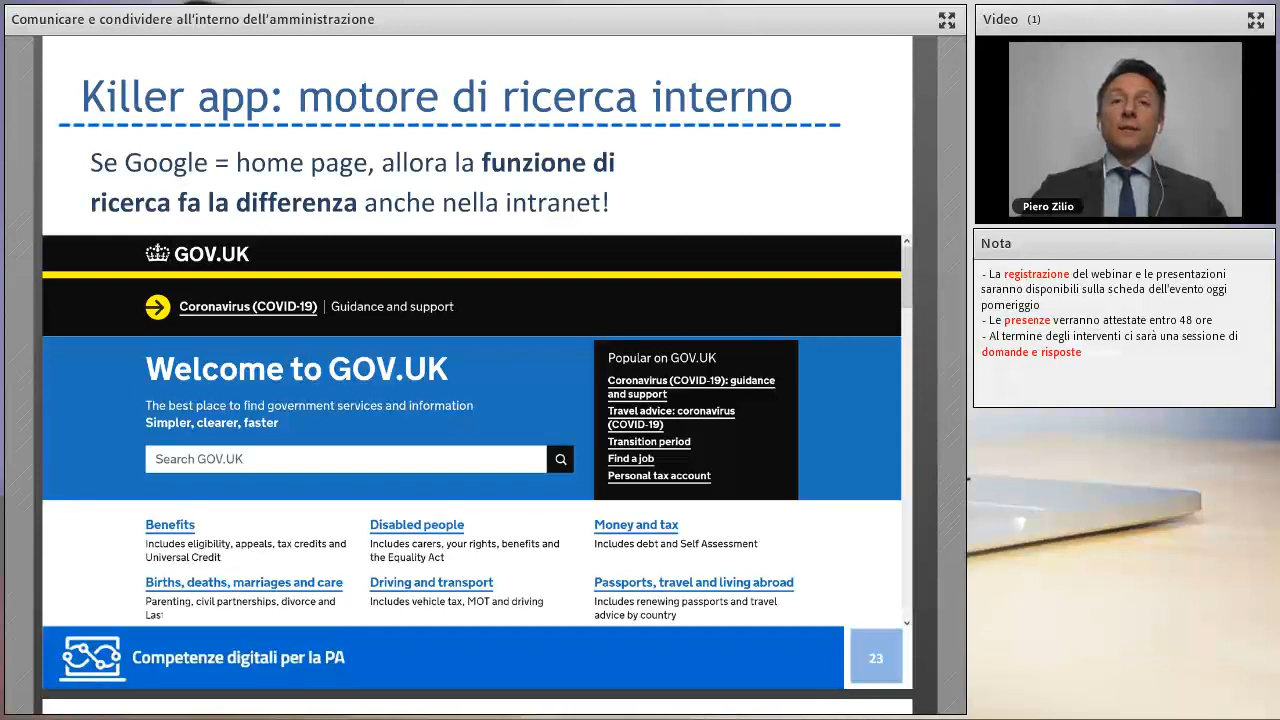 Comunicare e condividere all'interno dell'amministrazione
Killer app: motore di ricerca interno
Se Google = home page, allora la funzione di
ricerca fa la differenza anche nella intranet!
GOV.UK
Coronavirus (COVID-19) | Guidance and support
Welcome to GOV.UK
The best place to find government services and information
Simpler, clearer, faster
Search GOV.UK
Popular on GOV.UK
Coronavirus (COVID-19): guidance
and support
Travel advice: coronavirus
(COVID-19)
Transition period
Find a job
Personal tax account
Benefits
Includes eligibility, appeals, tax credits and
Universal Credit
Disabled people
Includes carers, your rights, benefits and
the Equality Act
Money and tax
Includes debt and Self Assessment
Births, deaths, marriages and care
Parenting, civil partnerships, divorce and
Las
Driving and transport
Includes vehicle tax, MOT and driving
Passports, travel and living abroad
Includes renewing passports and travel
advice by country
Competenze digitali per la PA
23
Video (1)
Piero Zilio
Nota
- La registrazione del webinar e le presentazioni
saranno disponibili sulla scheda dell'evento oggi
pomeriggio
- Le presenze verranno attestate entro 48 ore
- Al termine degli interventi ci sarà una sessione di
domande e risposte